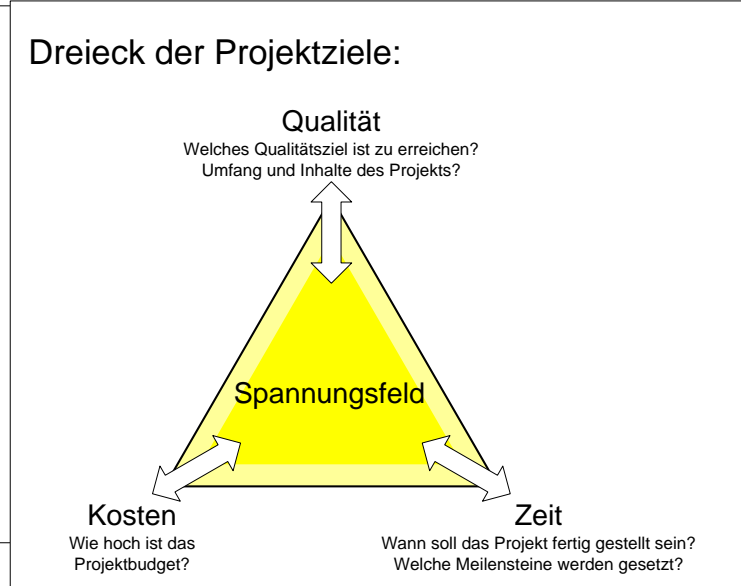 Dreieck der Projektziele:
Qualität
Welches Qualitätsziel ist zu erreichen?
Umfang und Inhalte des Projekts?
Spannungsfeld
Kosten
Wie hoch ist das
Projektbudget?
Zeit
Wann soll das Projekt fertig gestellt sein?
Welche Meilensteine werden gesetzt?